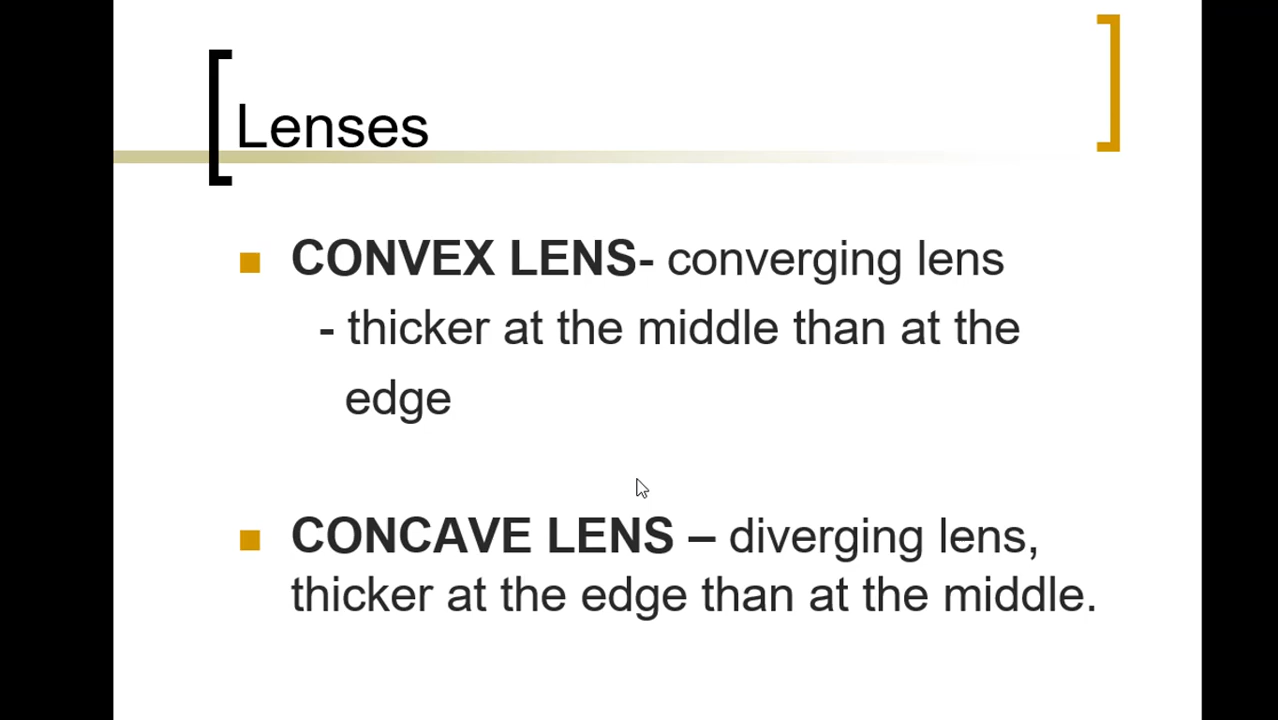 Lenses
CONVEX LENS- converging lens
- thicker at the middle than at the
edge
CONCAVE LENS – diverging lens,
thicker at the edge than at the middle.